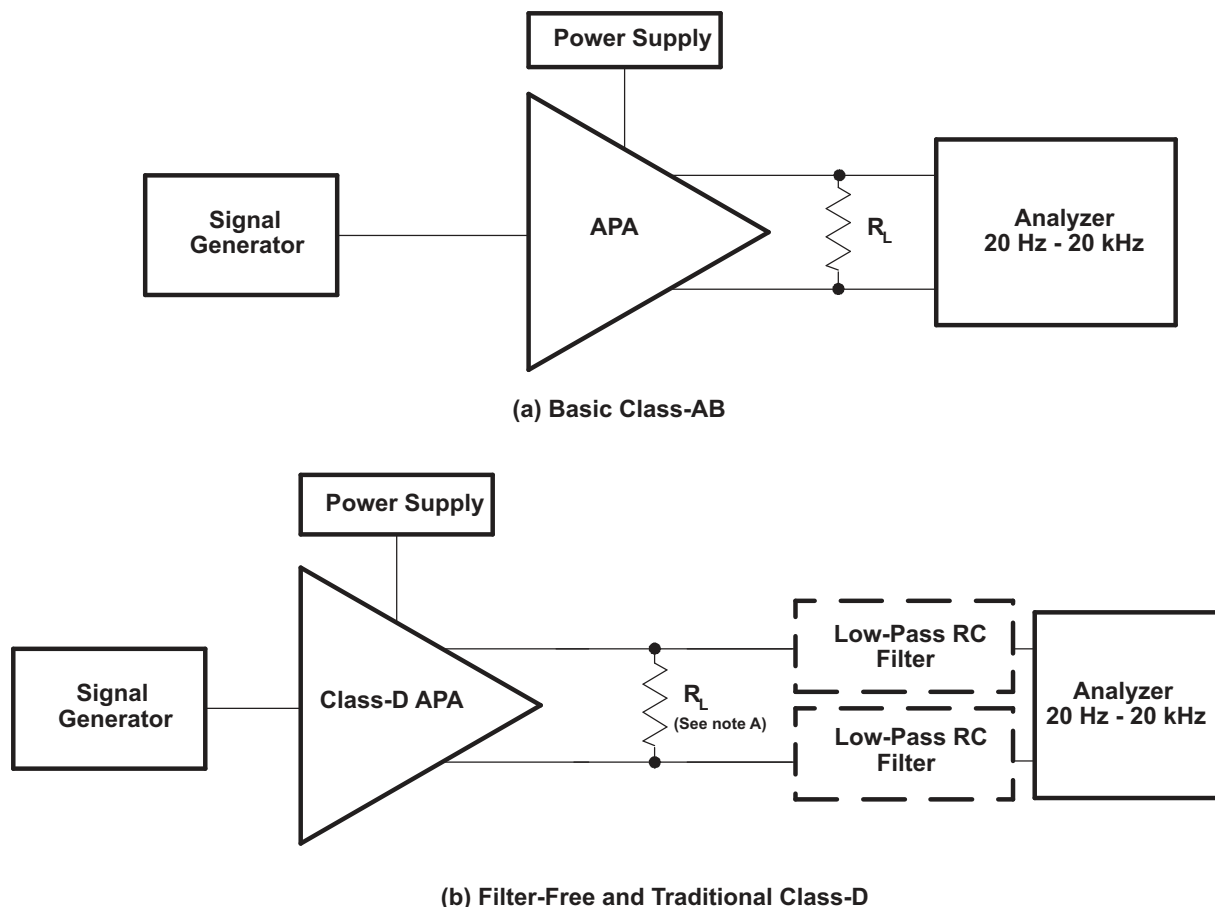 Power Supply
Signal
Generator
APA
R_L
Analyzer
20 Hz - 20 kHz
(a) Basic Class-AB
Power Supply
Signal
Generator
Class-D APA
R_L
(See note A)
Low-Pass RC
Filter
Low-Pass RC
Filter
Analyzer
20 Hz - 20 kHz
(b) Filter-Free and Traditional Class-D